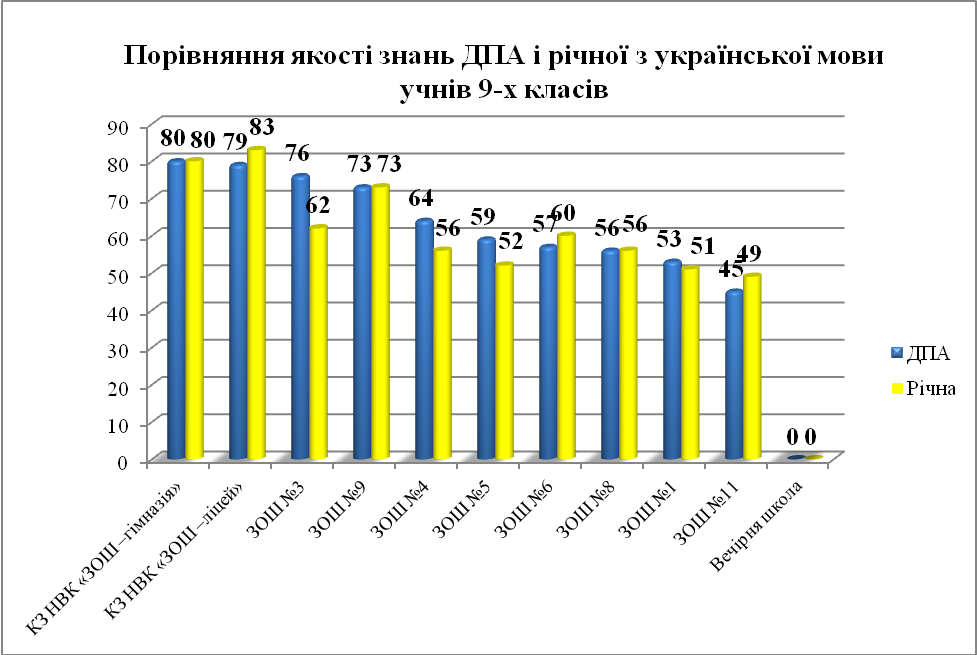 Порівняння якості знань ДПА і річної з української мови
учнів 9-х класів
90
80
70
60
50
40
30
20
10
0
80 80
79 83
76 62
73 73
64 56
59 52
57 60
56 56
53 51
45 49
0 0
КЗ НВК «ЗОШ –гімназія»
КЗ НВК «ЗОШ –ліцей»
ЗОШ №3
ЗОШ №9
ЗОШ №4
ЗОШ №5
ЗОШ №6
ЗОШ №8
ЗОШ №1
ЗОШ №11
Вечірня школа
ДПА
Річна